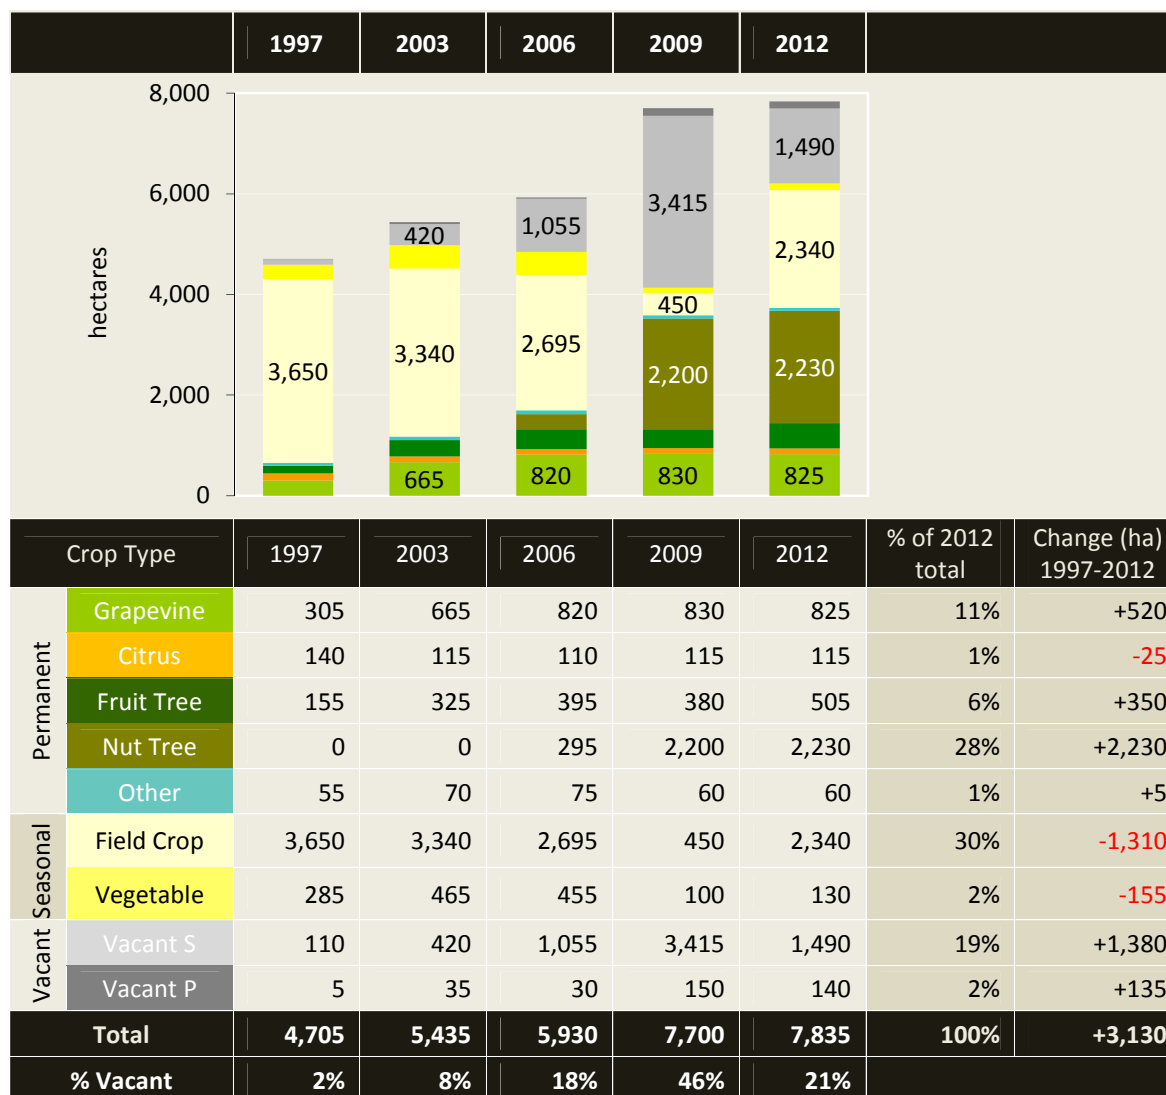 1997 2003 2006 2009 2012
8,000
6,000
4,000
2,000
0
hectares
3,650
420
3,340
665
1,055
2,695
820
3,415
450
2,200
830
1,490
2,340
2,230
825
Crop Type 1997 2003 2006 2009 2012 % of 2012 total Change (ha) 1997-2012
Permanent
Grapevine 305 665 820 830 825 11% +520
Citrus 140 115 110 115 115 1% -25
Fruit Tree 155 325 395 380 505 6% +350
Nut Tree 0 0 295 2,200 2,230 28% +2,230
Other 55 70 75 60 60 1% +5
Seasonal
Field Crop 3,650 3,340 2,695 450 2,340 30% -1,310
Vegetable 285 465 455 100 130 2% -155
Vacant
Vacant S 110 420 1,055 3,415 1,490 19% +1,380
Vacant P 5 35 30 150 140 2% +135
Total 4,705 5,435 5,930 7,700 7,835 100% +3,130
% Vacant 2% 8% 18% 46% 21%